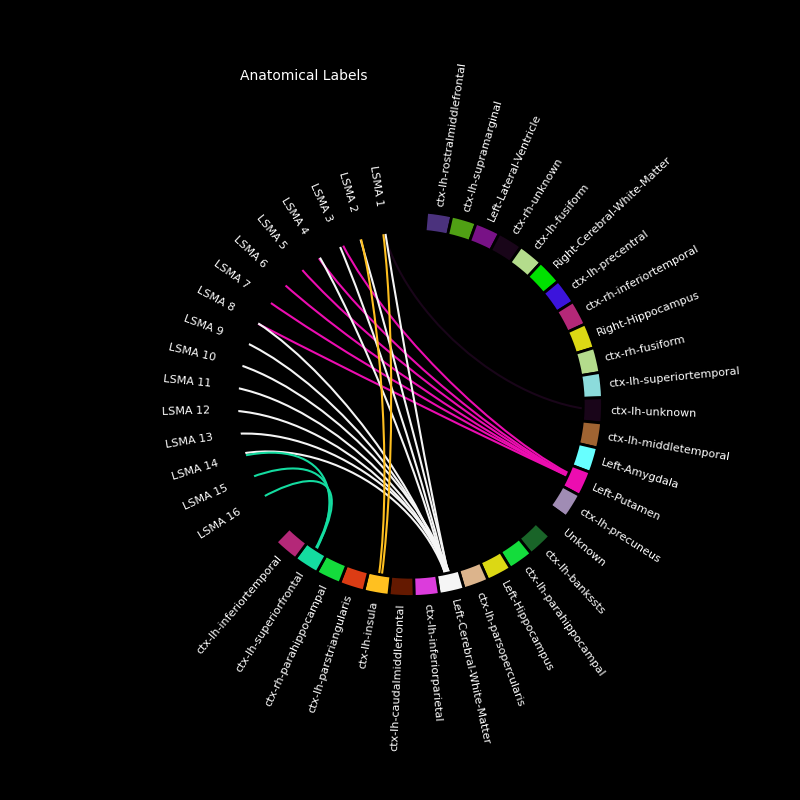 Anatomical Labels
LSMA 1
LSMA 2
LSMA 3
LSMA 4
LSMA 5
LSMA 6
LSMA 7
LSMA 8
LSMA 9
LSMA 10
LSMA 11
LSMA 12
LSMA 13
LSMA 14
LSMA 15
LSMA 16
ctx-lh-rostralmiddlefrontal
ctx-lh-supramarginal
Left-Lateral-Ventricle
ctx-rh-unknown
ctx-lh-fusiform
Right-Cerebral-White-Matter
ctx-lh-precentral
ctx-rh-inferiortemporal
Right-Hippocampus
ctx-rh-fusiform
ctx-lh-superiortemporal
ctx-lh-unknown
ctx-lh-middletemporal
Left-Amygdala
Left-Putamen
ctx-lh-precuneus
Unknown
ctx-lh-bankssts
ctx-lh-parahippocampal
Left-Hippocampus
ctx-lh-parsopercularis
Left-Cerebral-White-Matter
ctx-lh-inferiorparietal
ctx-lh-caudalmiddlefrontal
ctx-lh-insula
ctx-lh-parstriangularis
ctx-rh-parahippocampal
ctx-lh-superiorfrontal
ctx-lh-inferiortemporal